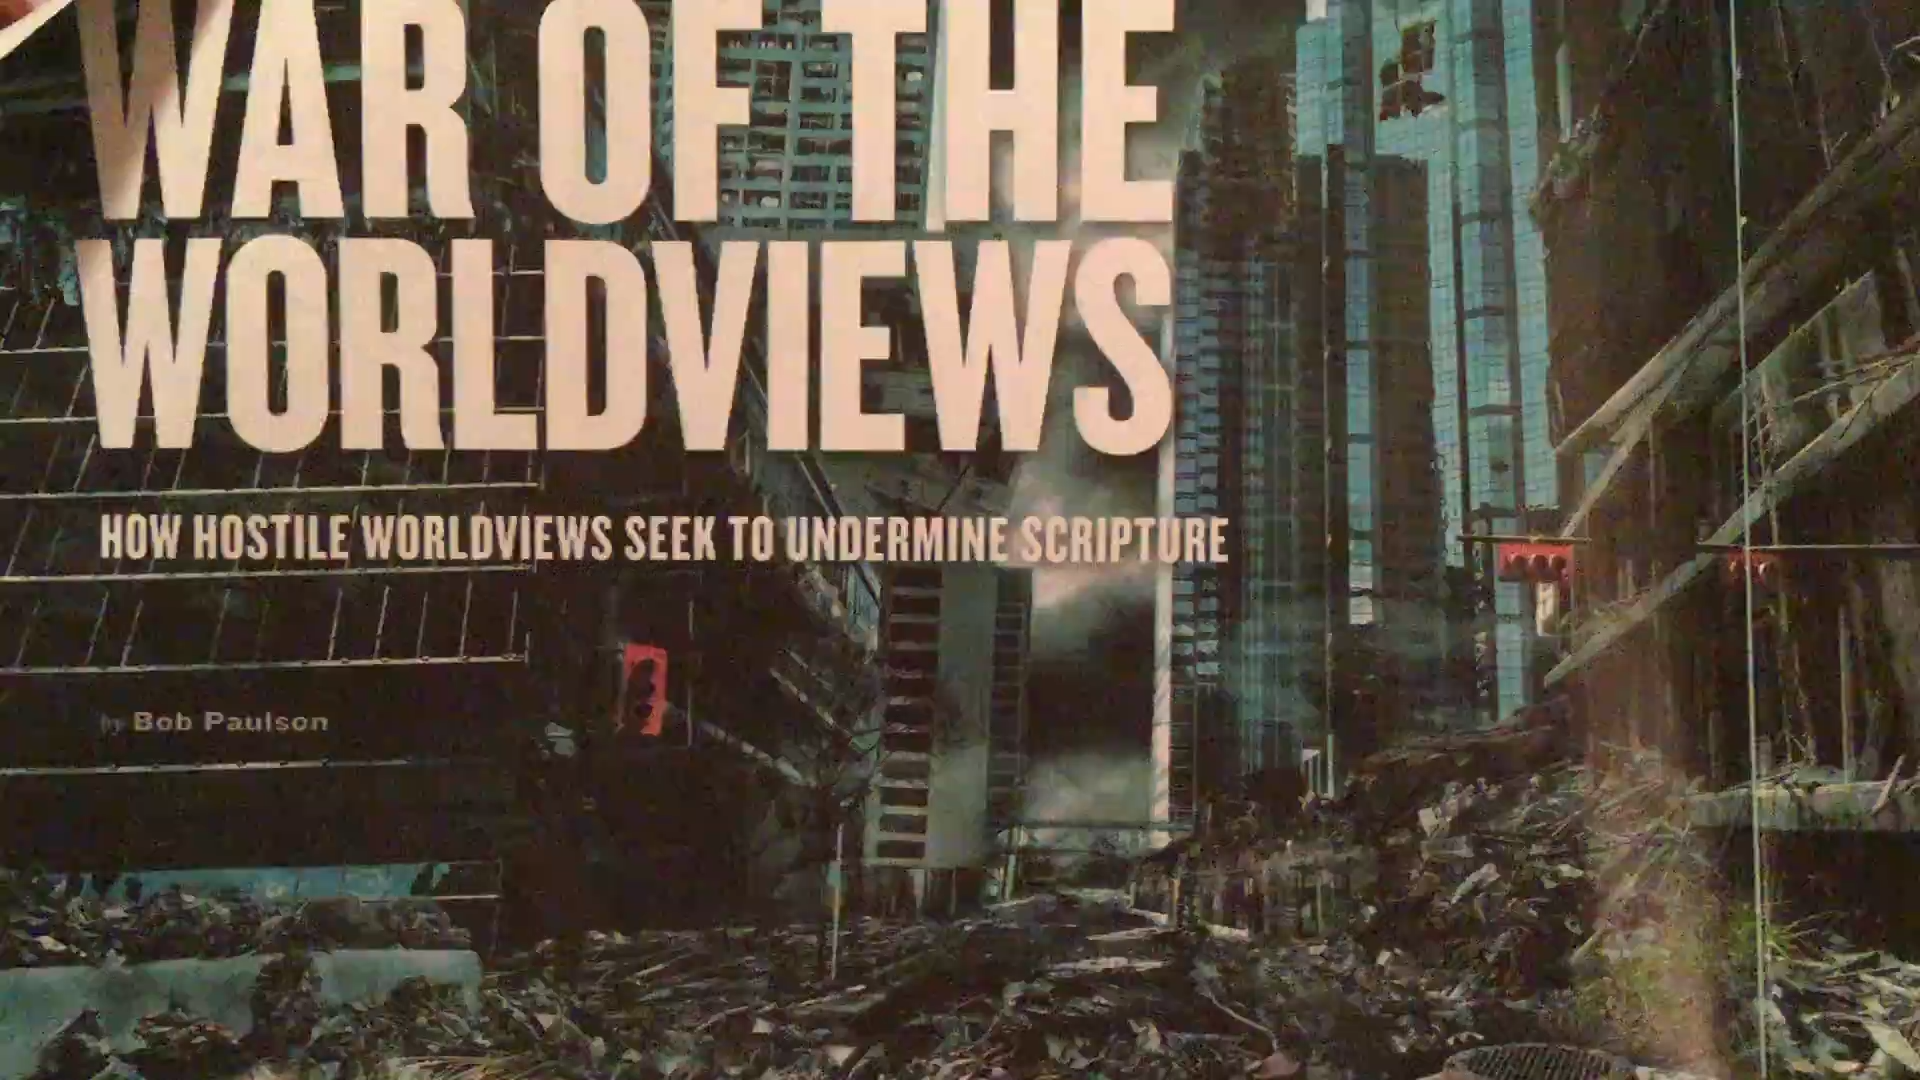 WAR OF THE
WORLDVIEWS
HOW HOSTILE WORLDVIEWS SEEK TO UNDERMINE SCRIPTURE
by Bob Paulson